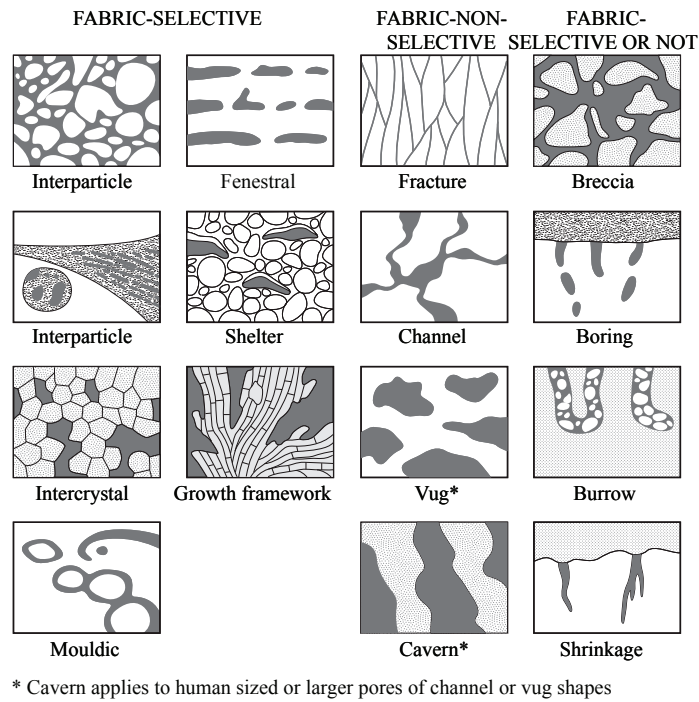 FABRIC-SELECTIVE
FABRIC-NON-
SELECTIVE
FABRIC-
SELECTIVE OR NOT
Interparticle
Fenestral
Fracture
Breccia
Interparticle
Shelter
Channel
Boring
Intercrystal
Growth framework
Vug*
Burrow
Mouldic
Cavern*
Shrinkage
* Cavern applies to human sized or larger pores of channel or vug shapes